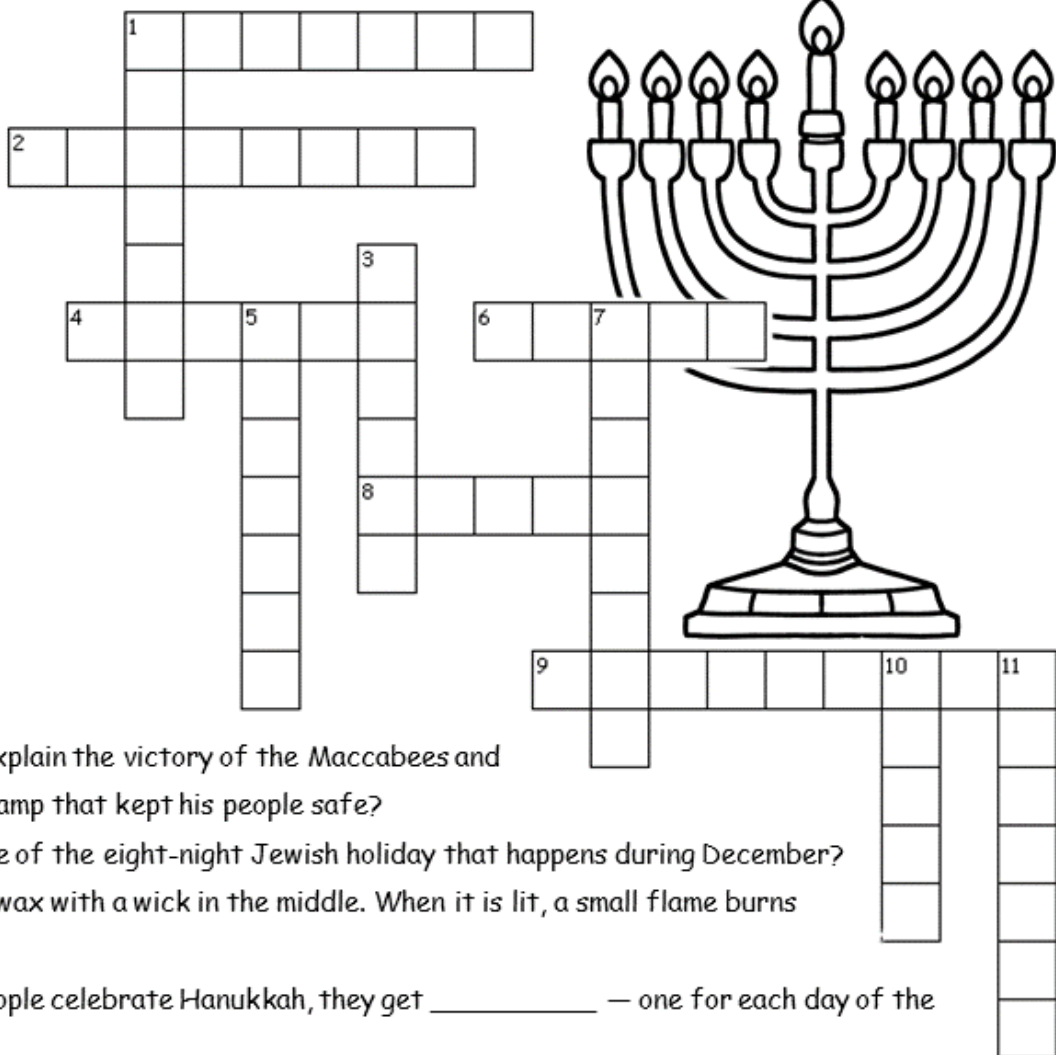 1
2
3
4 5 6 7
8
9 10 11
xplain the victory of the Maccabees and
amp that kept his people safe?
e of the eight-night Jewish holiday that happens during December?
wax with a wick in the middle. When it is lit, a small flame burns
ople celebrate Hanukkah, they get __________ — one for each day of the